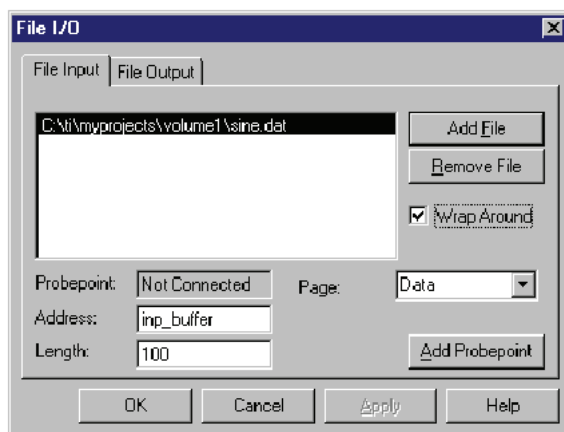 File I/O
File Input File Output
C:\ti\myprojects\volume1\sine.dat
Add File
Remove File
Wrap Around
Probepoint: Not Connected Page: Data
Address: inp_buffer
Length: 100 Add Probepoint
OK Cancel Apply Help